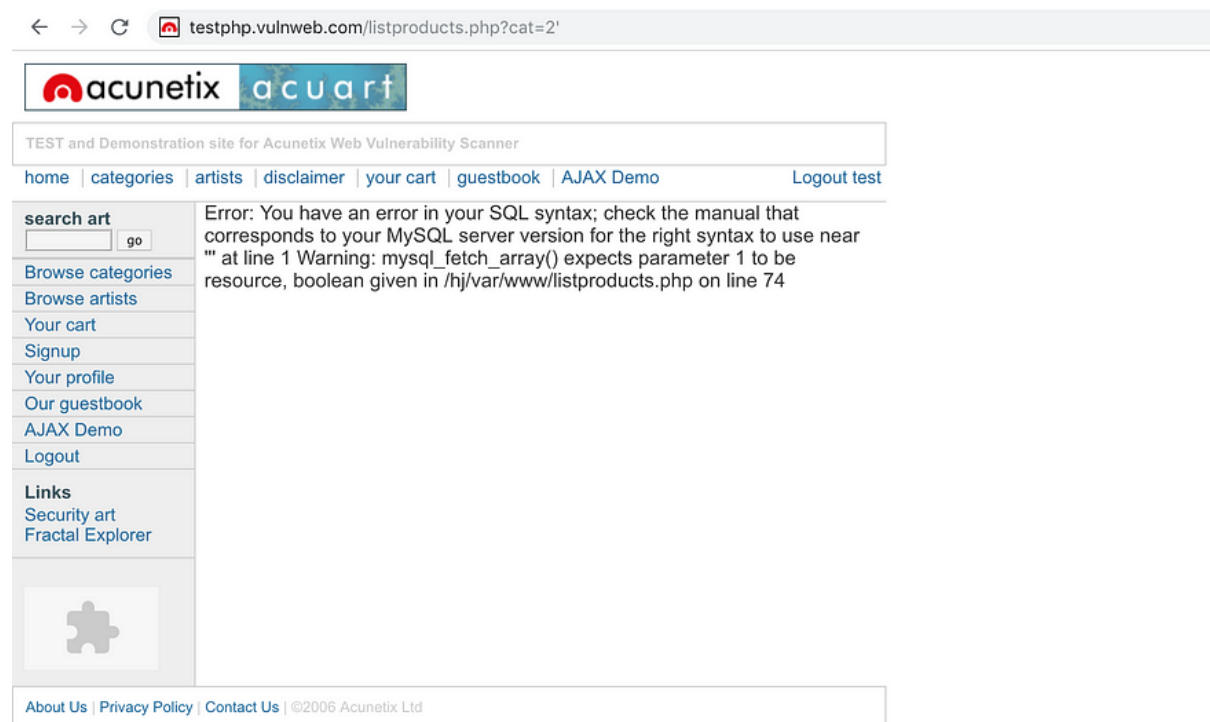 testphp.vulnweb.com/listproducts.php?cat=2'
acunetix acuart
TEST and Demonstration site for Acunetix Web Vulnerability Scanner
home | categories | artists | disclaimer | your cart | guestbook | AJAX Demo
Logout test
search art
go
Browse categories
Browse artists
Your cart
Signup
Your profile
Our guestbook
AJAX Demo
Logout
Links
Security art
Fractal Explorer
Error: You have an error in your SQL syntax; check the manual that
corresponds to your MySQL server version for the right syntax to use near
''' at line 1 Warning: mysql_fetch_array() expects parameter 1 to be
resource, boolean given in /hj/var/www/listproducts.php on line 74
About Us | Privacy Policy | Contact Us | ©2006 Acunetix Ltd